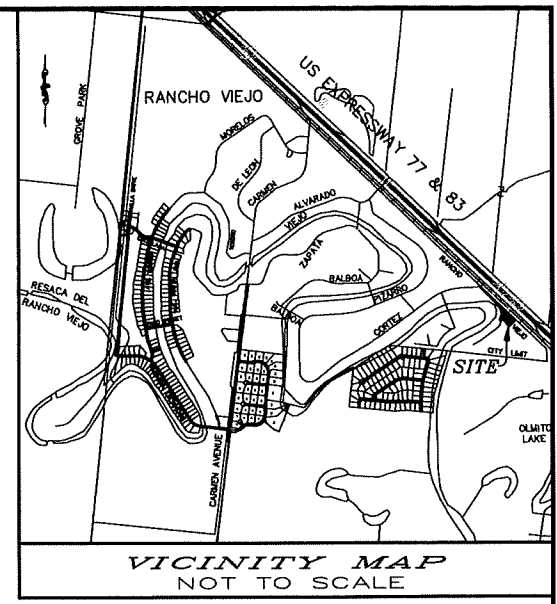 GROVE PARK
RANCHO VIEJO
US EXPRESSWAY 77 & 83
MORELOS
DE LEON
CARMEN
ALVARADO
VIEJO
ZAPATA
BALBOA
PIZARRO
BALBOA
CORTEZ
RANCHO
VIEJO
RESACA DEL
RANCHO VIEJO
CITY LIMIT
SITE
OLMITO
LAKE
CARMEN AVENUE
VICINITY MAP
NOT TO SCALE